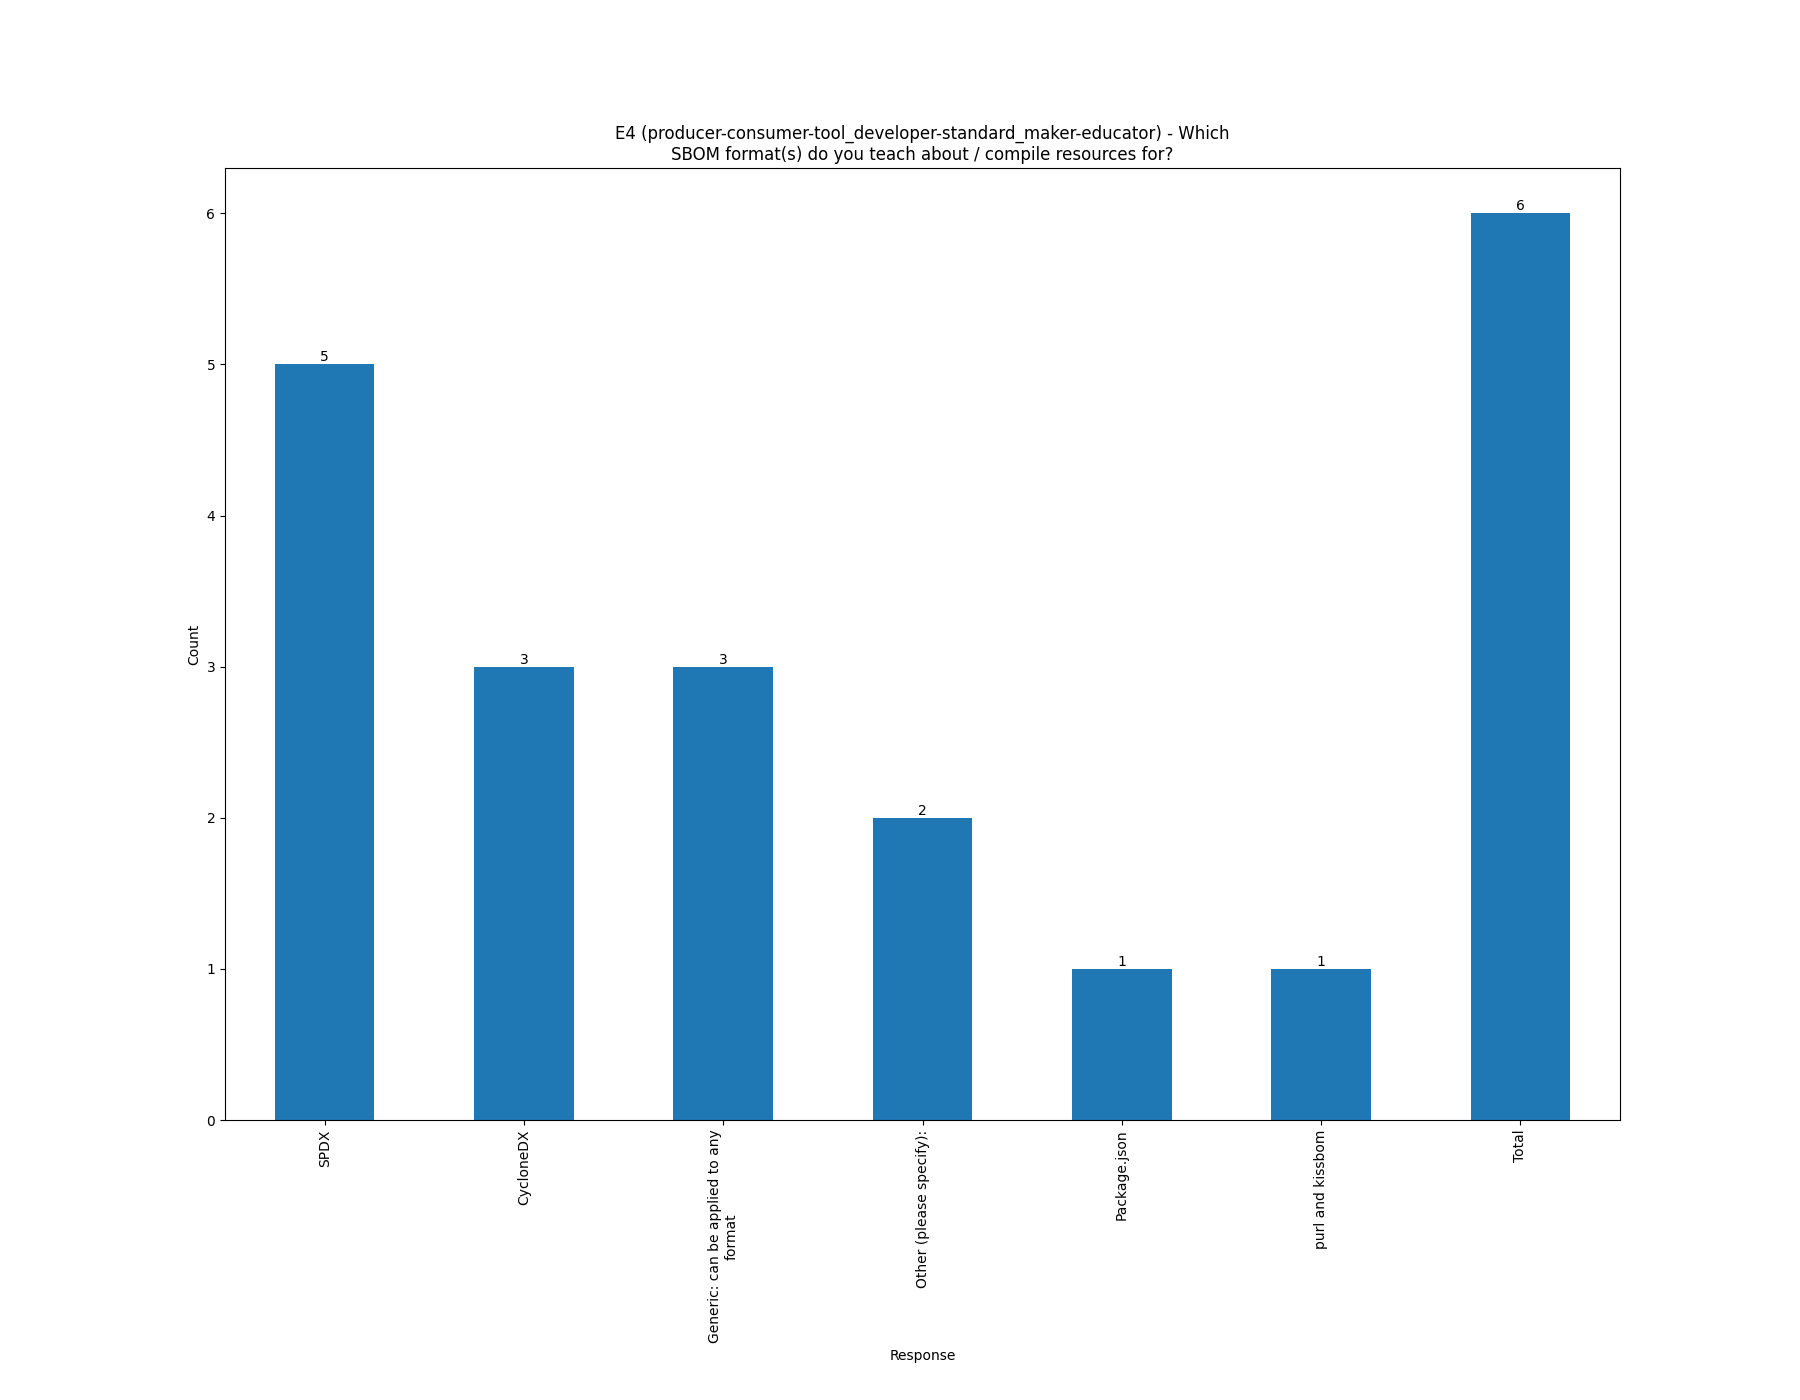 E4 (producer-consumer-tool_developer-standard_maker-educator) - Which
SBOM format(s) do you teach about / compile resources for?
6
5
4
3
2
1
0
Count
5
3
3
2
1
1
6
SPDX
CycloneDX
Generic: can be applied to any
format
Other (please specify):
Package.json
purl and kissbom
Total
Response